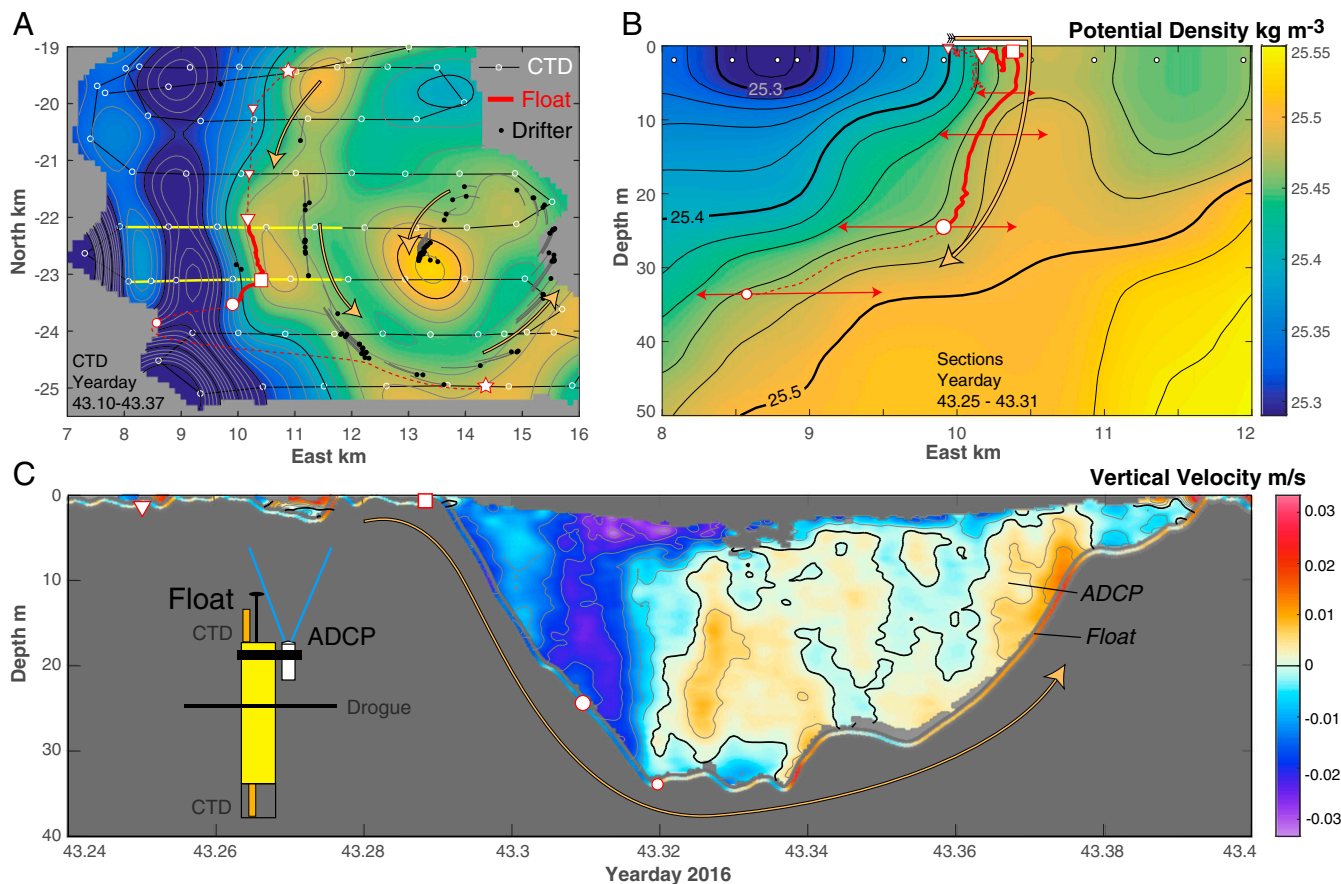 A
-19
-20
-21
-22
-23
-24
-25
North km
7 8 9 10 11 12 13 14 15 16
East km
CTD
Float
Drifter
CTD
Yearday
43.10-43.37
B
Potential Density kg m-3
0
10
20
30
40
50
Depth m
8 9 10 11 12
East km
25.3
25.4
25.5
Sections
Yearday
43.25 - 43.31
25.55
25.5
25.45
25.4
25.35
25.3
C
Vertical Velocity m/s
0
10
20
30
40
Depth m
43.24 43.26 43.28 43.3 43.32 43.34 43.36 43.38 43.4
Yearday 2016
Float
CTD
ADCP
Drogue
CTD
ADCP
Float
0.03
0.02
0.01
0
-0.01
-0.02
-0.03